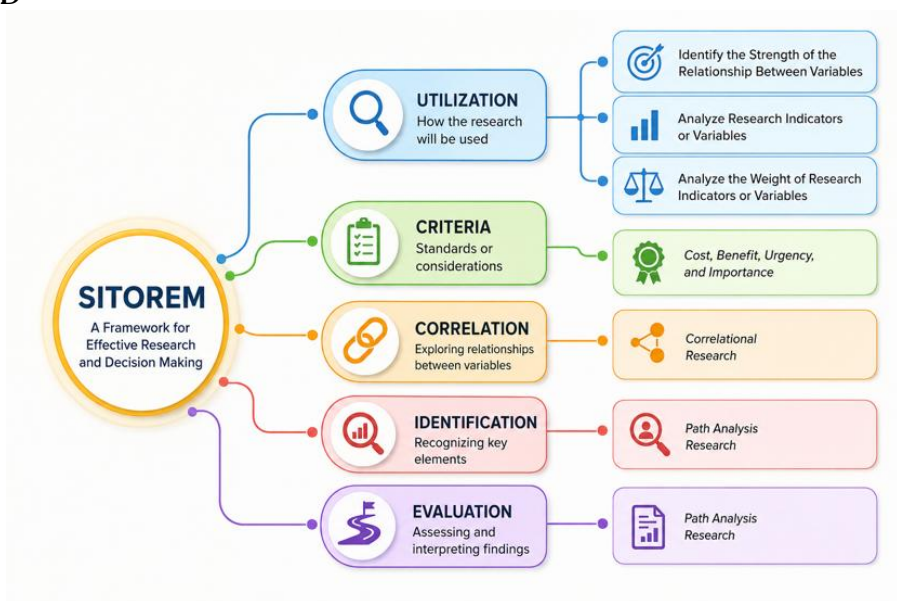 SITOREM
A Framework for
Effective Research
and Decision Making
UTILIZATION
How the research
will be used
Identify the Strength of the
Relationship Between Variables
Analyze Research Indicators
or Variables
Analyze the Weight of Research
Indicators or Variables
CRITERIA
Standards or
considerations
Cost, Benefit, Urgency,
and Importance
CORRELATION
Exploring relationships
between variables
Correlational
Research
IDENTIFICATION
Recognizing key
elements
Path Analysis
Research
EVALUATION
Assessing and
interpreting findings
Path Analysis
Research